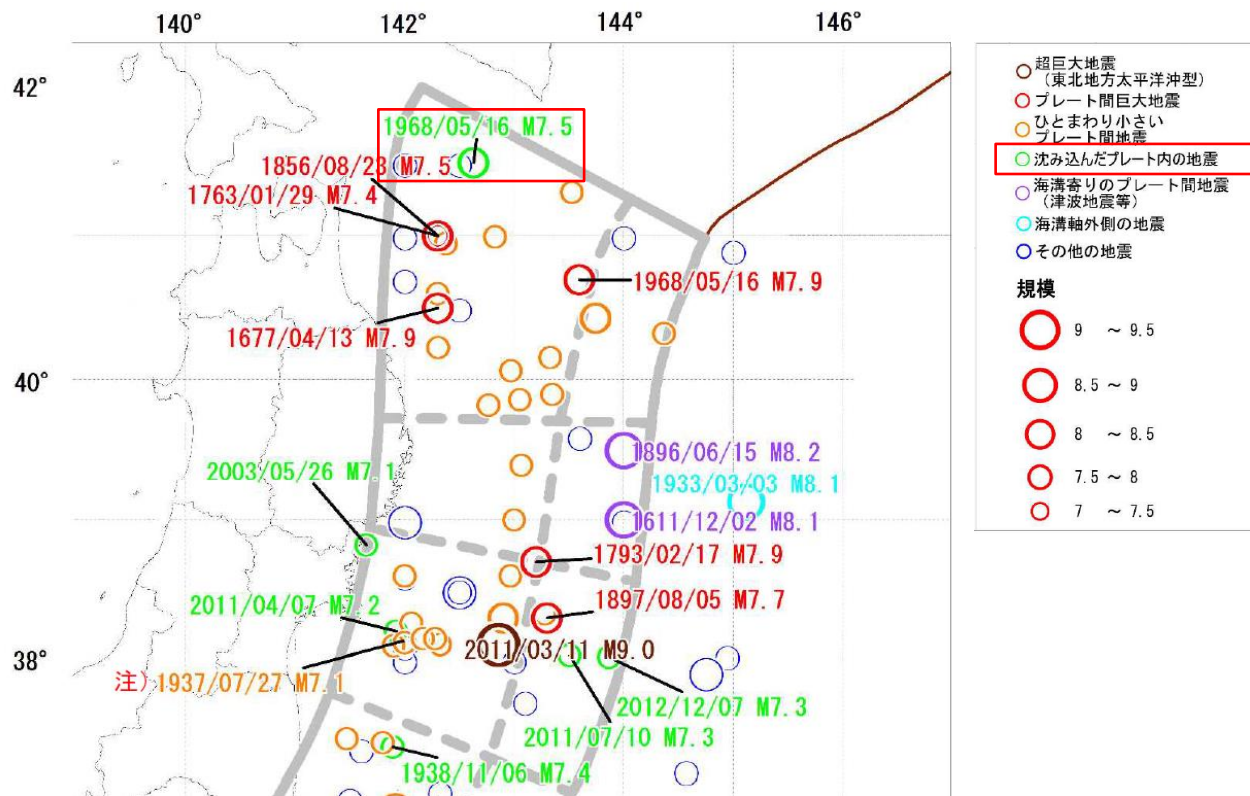 140°
142°
144°
146°
42°
40°
38°
1968/05/16 M7.5
1856/08/23 M7.5
1763/01/29 M7.4
1968/05/16 M7.9
1677/04/13 M7.9
1896/06/15 M8.2
2003/05/26 M7.1
1933/03/03 M8.1
1611/12/02 M8.1
1793/02/17 M7.9
2011/04/07 M7.2
1897/08/05 M7.7
2011/03/11 M9.0
注) 1937/07/27 M7.1
2012/12/07 M7.3
2011/07/10 M7.3
1938/11/06 M7.4
超巨大地震
(東北地方太平洋沖型)
プレート間巨大地震
ひとまわり小さい
プレート間地震
沈み込んだプレート内の地震
海溝寄りのプレート間地震
(津波地震等)
海溝軸外側の地震
その他の地震
規模
9 ～ 9.5
8.5 ～ 9
8 ～ 8.5
7.5 ～ 8
7 ～ 7.5